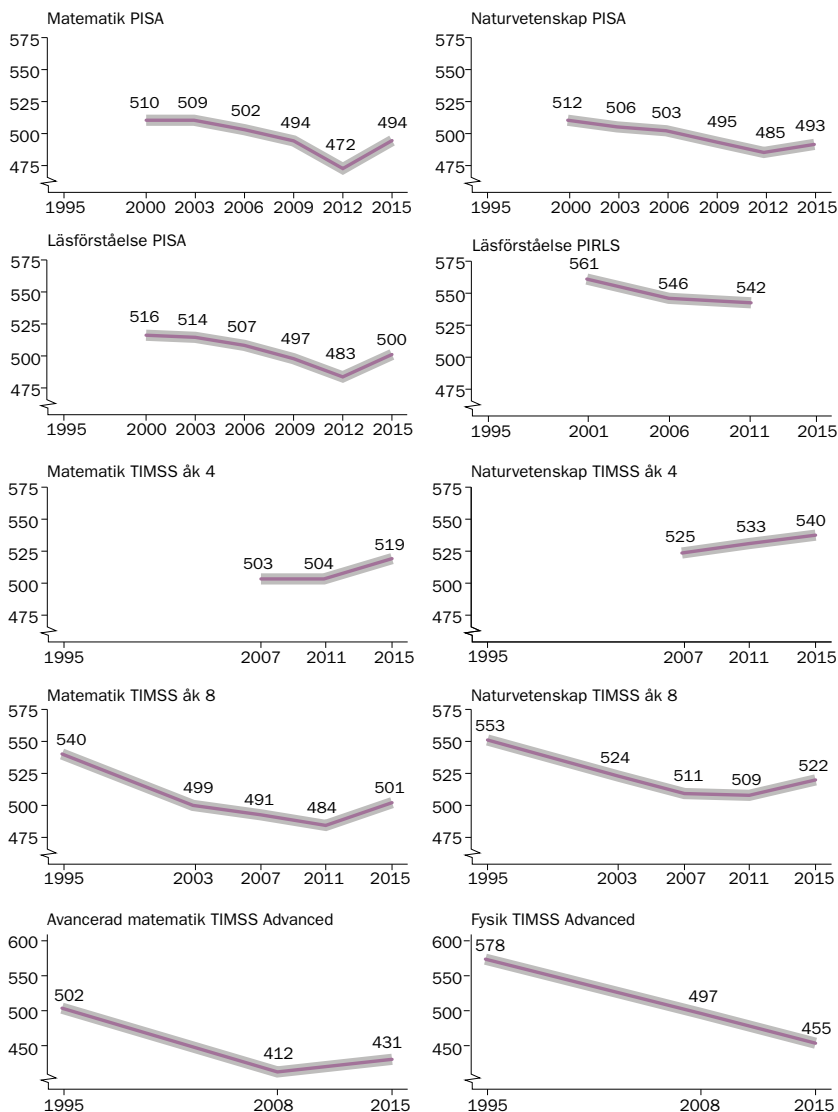 Matematik PISA
575
550
525
500
475
510 509 502 494 472 494
1995 2000 2003 2006 2009 2012 2015
Naturvetenskap PISA
575
550
525
500
475
512 506 503 495 485 493
1995 2000 2003 2006 2009 2012 2015
Läsförståelse PISA
575
550
525
500
475
516 514 507 497 483 500
1995 2000 2003 2006 2009 2012 2015
Läsförståelse PIRLS
575
550
525
500
475
561 546 542
1995 2001 2006 2011
Matematik TIMSS åk 4
575
550
525
500
475
503 504 519
1995 2007 2011 2015
Naturvetenskap TIMSS åk 4
575
550
525
500
475
525 533 540
1995 2007 2011 2015
Matematik TIMSS åk 8
575
550
525
500
475
540 499 491 484 501
1995 2003 2007 2011 2015
Naturvetenskap TIMSS åk 8
575
550
525
500
475
553 524 511 509 522
1995 2003 2007 2011 2015
Avancerad matematik TIMSS Advanced
600
550
500
450
502 412 431
1995 2008 2015
Fysik TIMSS Advanced
600
550
500
450
578 497 455
1995 2008 2015